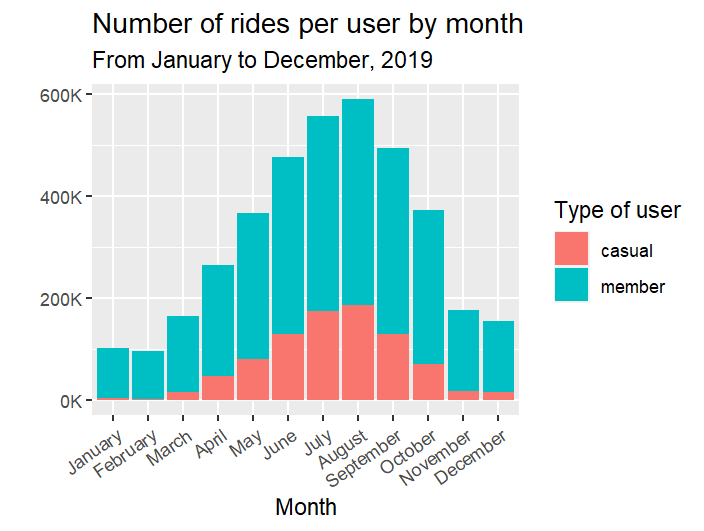 Number of rides per user by month
From January to December, 2019
600K
400K
200K
0K
January
February
March
April
May
June
July
August
September
October
November
December
Month
Type of user
casual
member